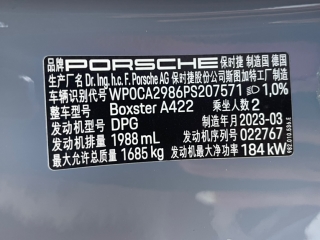 品牌 PORSCHE 保时捷 制造国 德国
生产厂名 Dr. Ing. h.c. F. Porsche AG 保时捷股份公司斯图加特工厂制造
车辆识别代号 WP0CA2986PS207571 1,0%
整车型号 Boxster A422 乘坐人数 2
发动机型号 DPG 制造年月 2023-03
发动机排量 1988 mL 发动机序列号 022767
最大允许总质量 1685 kg 发动机最大净功率 184 kW